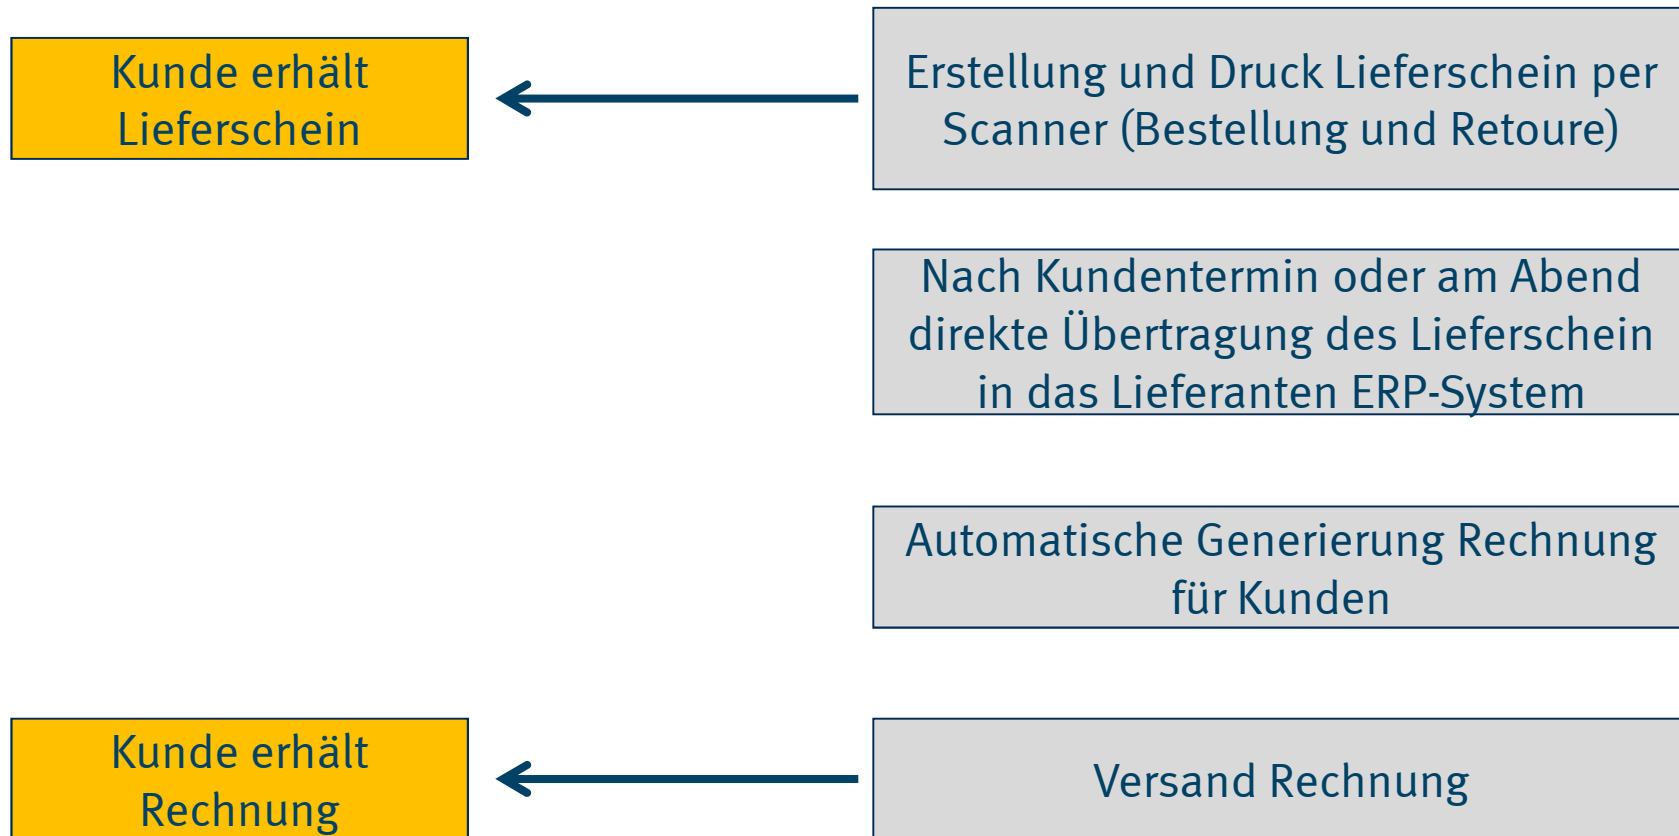 Kunde erhält
Lieferschein
Erstellung und Druck Lieferschein per
Scanner (Bestellung und Retoure)
Nach Kundentermin oder am Abend
direkte Übertragung des Lieferschein
in das Lieferanten ERP-System
Automatische Generierung Rechnung
für Kunden
Kunde erhält
Rechnung
Versand Rechnung